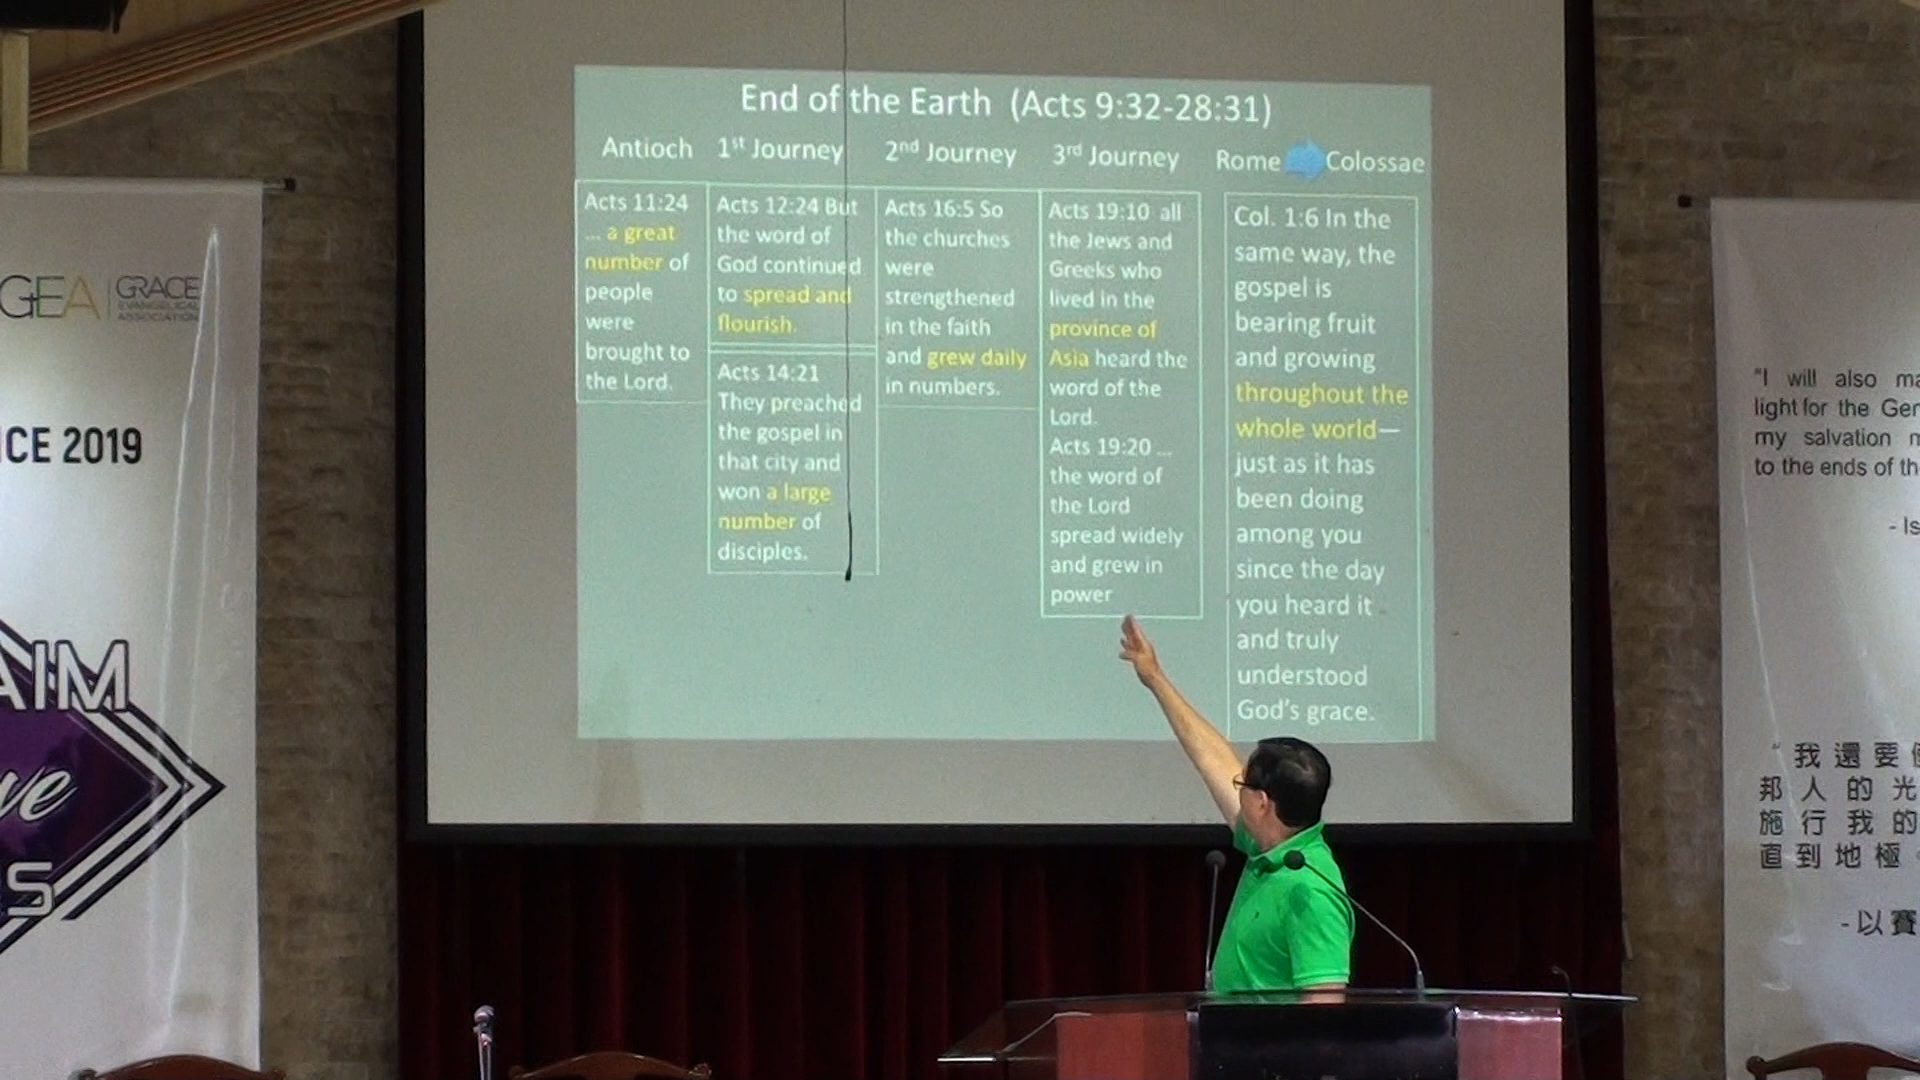 End of the Earth (Acts 9:32-28:31)
Antioch
1st Journey
2nd Journey
3rd Journey
Rome
Colossae
Acts 11:24
... a great
number of
people
were
brought to
the Lord.
Acts 12:24 But
the word of
God continued
to spread and
flourish.
Acts 14:21
They preached
the gospel in
that city and
won a large
number of
disciples.
Acts 16:5 So
the churches
were
strengthened
in the faith
and grew daily
in numbers.
Acts 19:10 all
the Jews and
Greeks who
lived in the
province of
Asia heard the
word of the
Lord.
Acts 19:20 ...
the word of
the Lord
spread widely
and grew in
power
Col. 1:6 In the
same way, the
gospel is
bearing fruit
and growing
throughout the
whole world—
just as it has
been doing
among you
since the day
you heard it
and truly
understood
God's grace.
GEA
GRACE
EVANGELICAL
ASSOCIATION
2019
"I will also
light for the
my salvation
to the ends of
- 
"我還要
邦人的光
施行我的
直到地極
-以賽